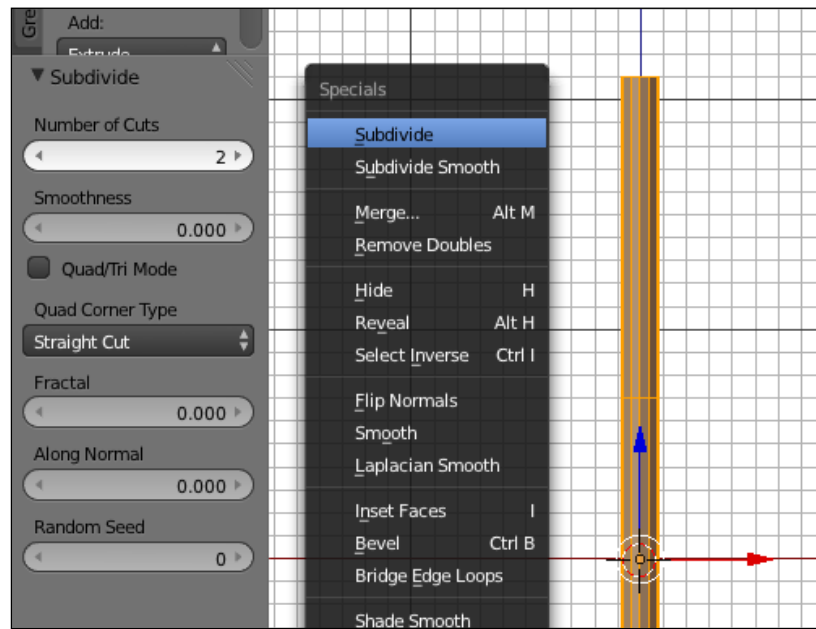 Gre
Add:
Extrude
Subdivide
Number of Cuts
2
Smoothness
0.000
Quad/Tri Mode
Quad Corner Type
Straight Cut
Fractal
0.000
Along Normal
0.000
Random Seed
0
Specials
Subdivide
Subdivide Smooth
Merge... Alt M
Remove Doubles
Hide H
Reveal Alt H
Select Inverse Ctrl I
Flip Normals
Smooth
Laplacian Smooth
Inset Faces I
Bevel Ctrl B
Bridge Edge Loops
Shade Smooth